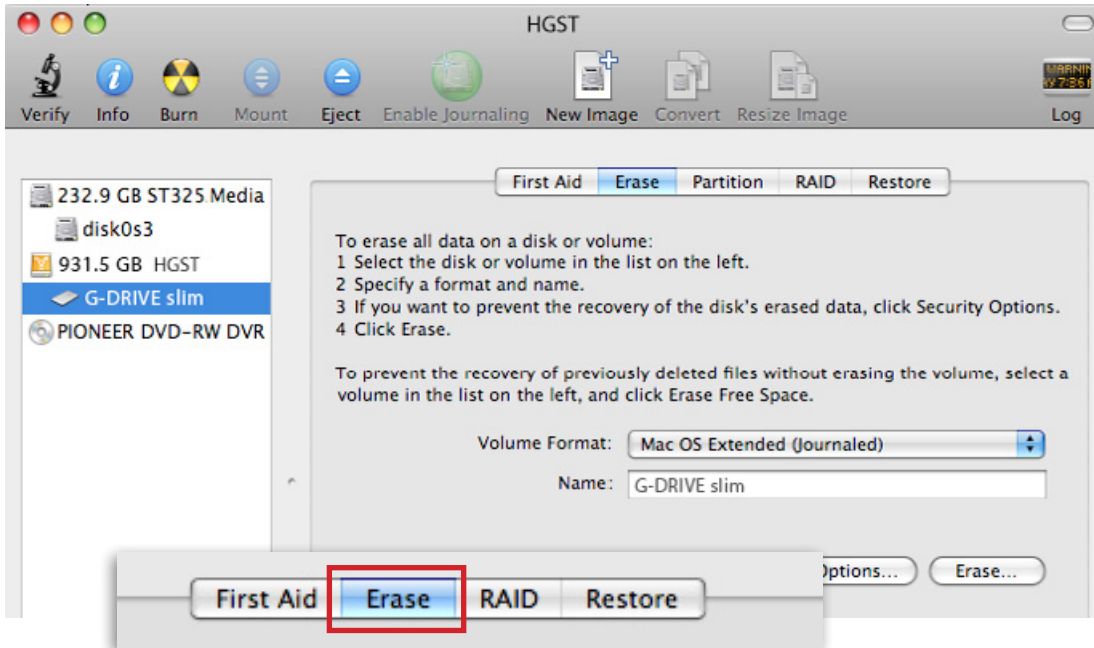 HGST
Verify Info Burn Mount Eject Enable Journaling New Image Convert Resize Image Log
First Aid Erase Partition RAID Restore
232.9 GB ST325 Media
disk0s3
931.5 GB HGST
G-DRIVE slim
PIONEER DVD-RW DVR
To erase all data on a disk or volume:
1 Select the disk or volume in the list on the left.
2 Specify a format and name.
3 If you want to prevent the recovery of the disk's erased data, click Security Options.
4 Click Erase.
To prevent the recovery of previously deleted files without erasing the volume, select a
volume in the list on the left, and click Erase Free Space.
Volume Format: Mac OS Extended (Journaled)
Name: G-DRIVE slim
Erase...
First Aid Erase RAID Restore